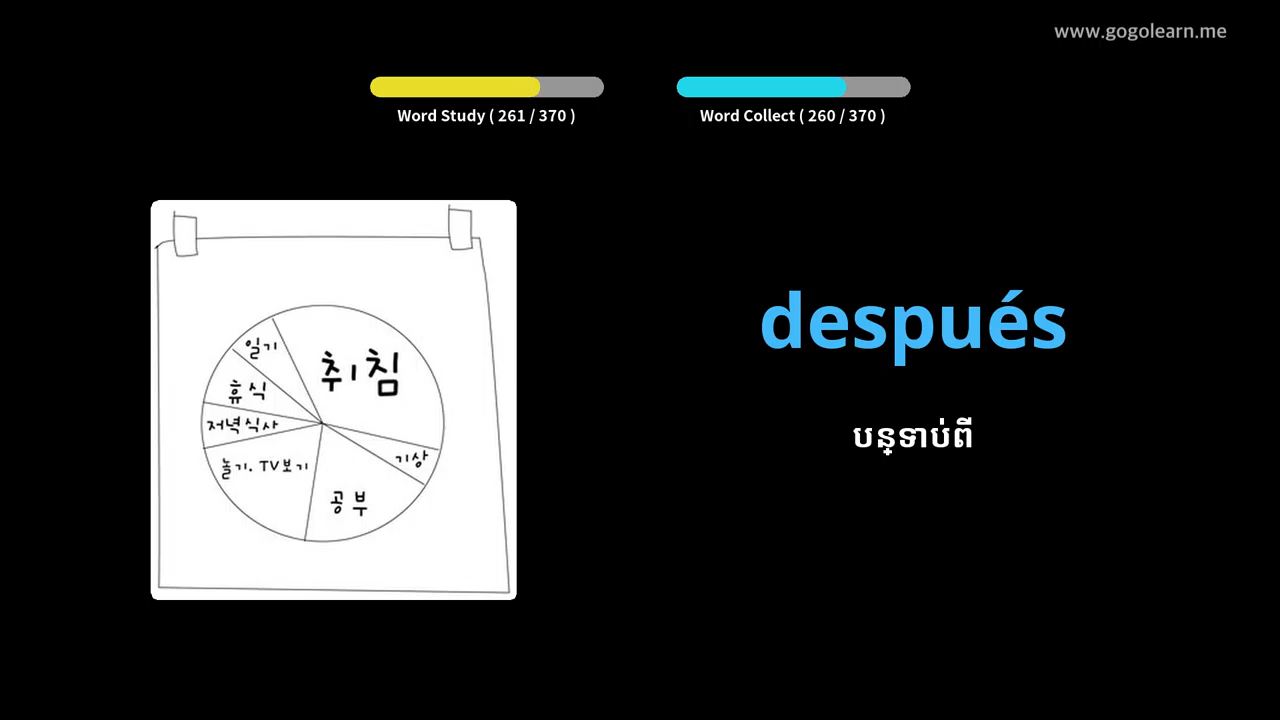 www.gogolearn.me
Word Study ( 261 / 370 )
Word Collect ( 260 / 370 )
일기
취침
휴식
저녁식사
놀기. TV보기
기상
공부
después
បន្ទាប់ពី